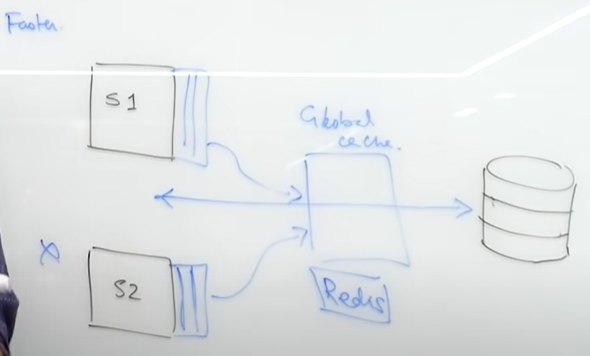 Faster.
S1
Global
cache.
S2
Redis